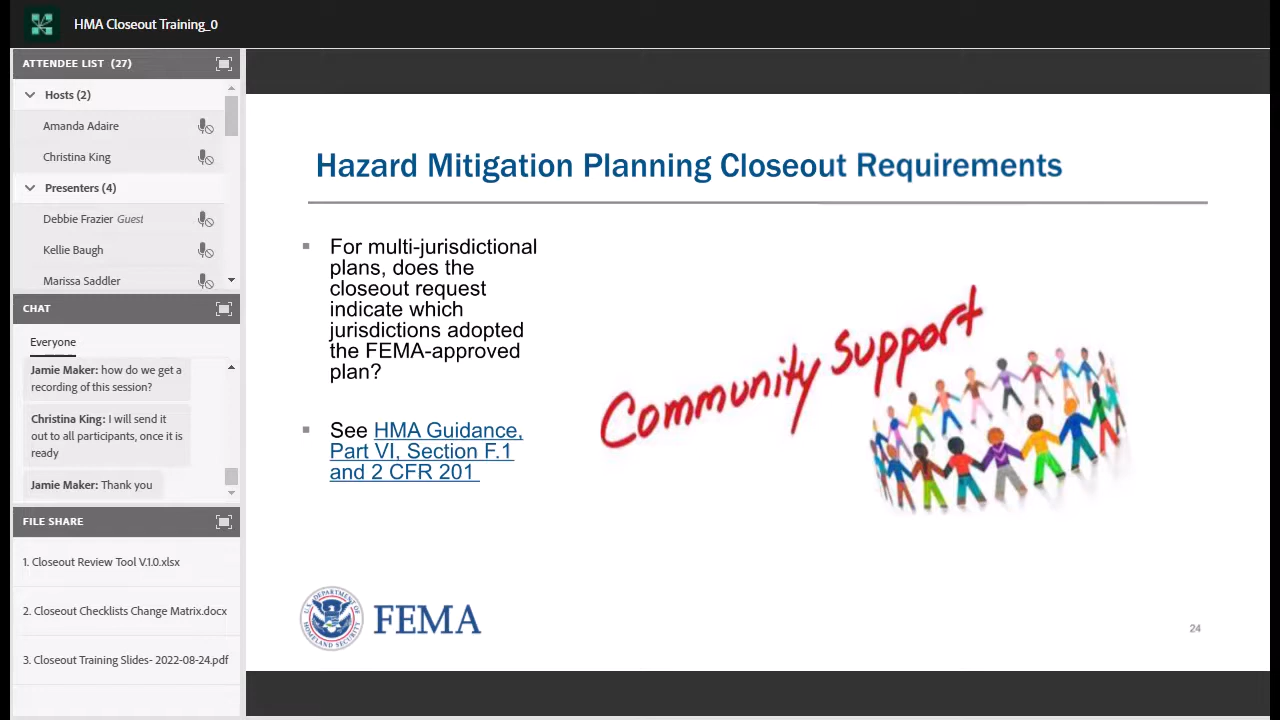 HMA Closeout Training_0
ATTENDEE LIST (27)
Hosts (2)
Amanda Adaire
Christina King
Presenters (4)
Debbie Frazier Guest
Kellie Baugh
Marissa Saddler
CHAT
Everyone
Jamie Maker: how do we get a
recording of this session?
Christina King: I will send it
out to all participants, once it is
ready
Jamie Maker: Thank you
FILE SHARE
1. Closeout Review Tool V.1.0.xlsx
2. Closeout Checklists Change Matrix.docx
3. Closeout Training Slides- 2022-08-24.pdf
Hazard Mitigation Planning Closeout Requirements
For multi-jurisdictional
plans, does the
closeout request
indicate which
jurisdictions adopted
the FEMA-approved
plan?
See HMA Guidance,
Part VI, Section F.1
and 2 CFR 201
Community Support
U.S. DEPARTMENT OF
HOMELAND SECURITY
FEMA
24